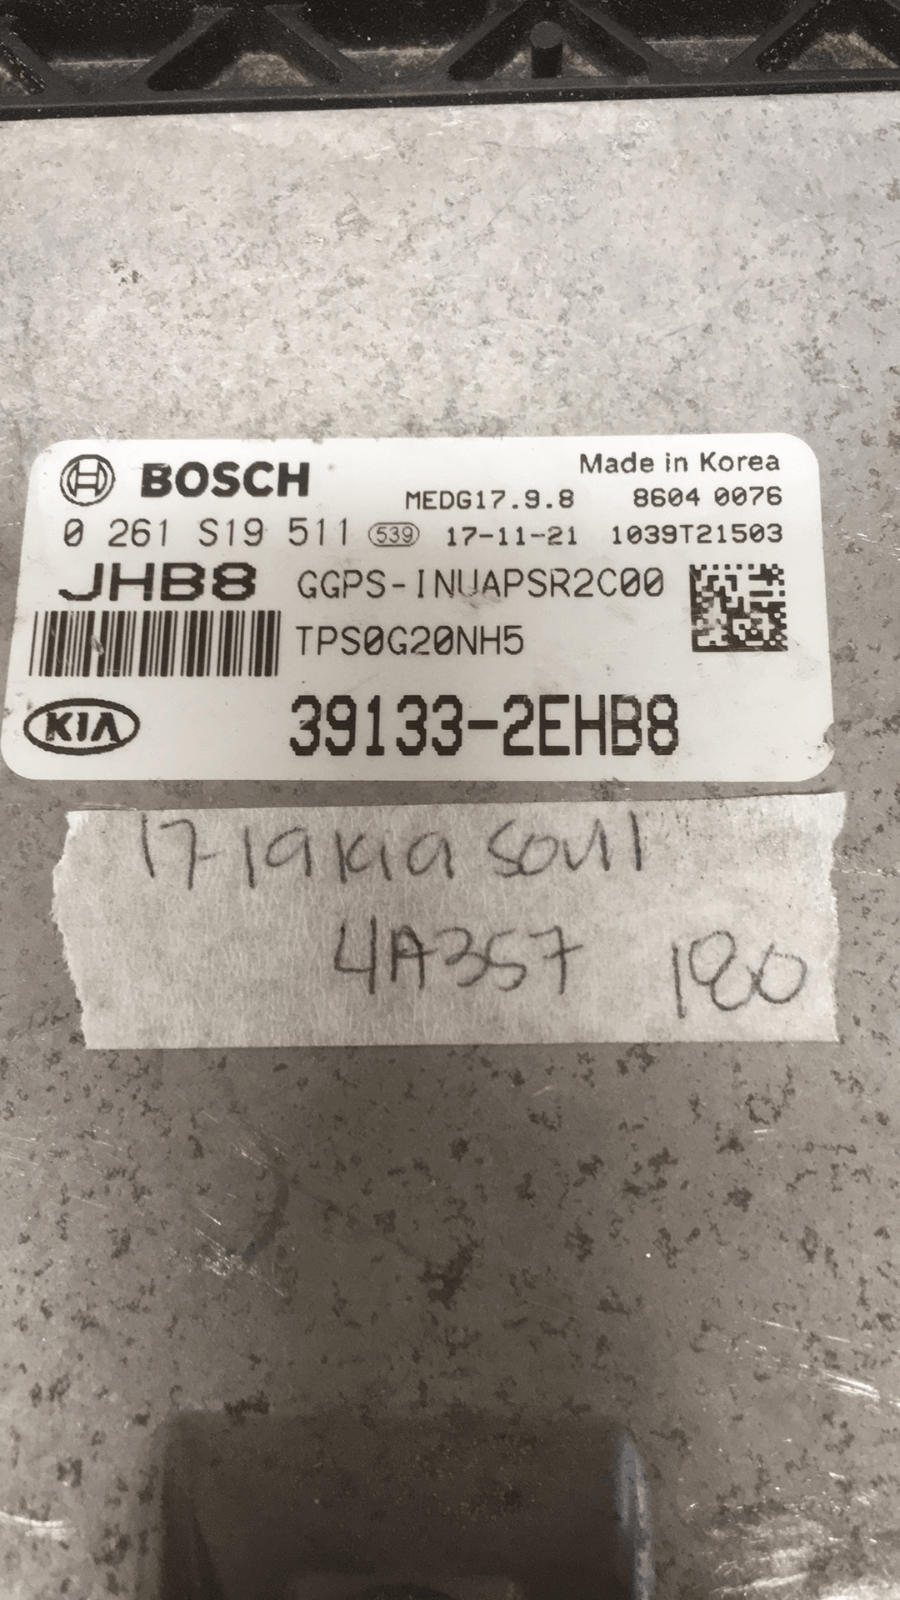 BOSCH
Made in Korea
MEDG17.9.8 8604 0076
0 261 S19 511 539 17-11-21 1039T21503
JHB8 GGPS-INUAPSR2C00
TPS0G20NH5
KIA 39133-2EHB8
17-19 Kia Soul
4A357 180